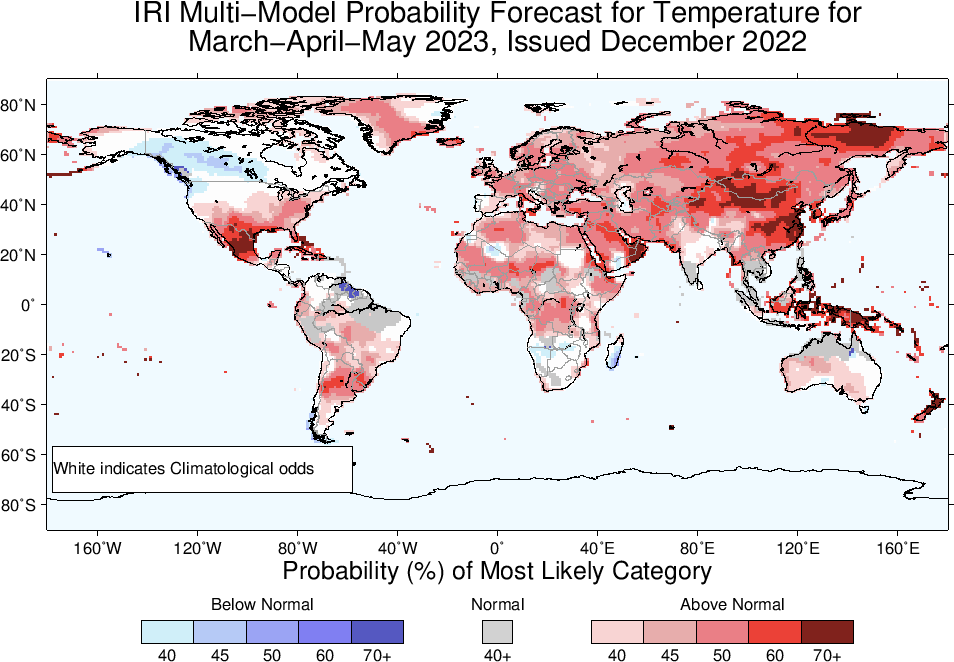 IRI Multi−Model Probability Forecast for Temperature for
March−April−May 2023, Issued December 2022
80˚N
60˚N
40˚N
20˚N
0˚
20˚S
40˚S
60˚S
80˚S
White indicates Climatological odds
160˚W 120˚W 80˚W 40˚W 0˚ 40˚E 80˚E 120˚E 160˚E
Probability (%) of Most Likely Category
Below Normal Normal Above Normal
40 45 50 60 70+ 40+ 40 45 50 60 70+